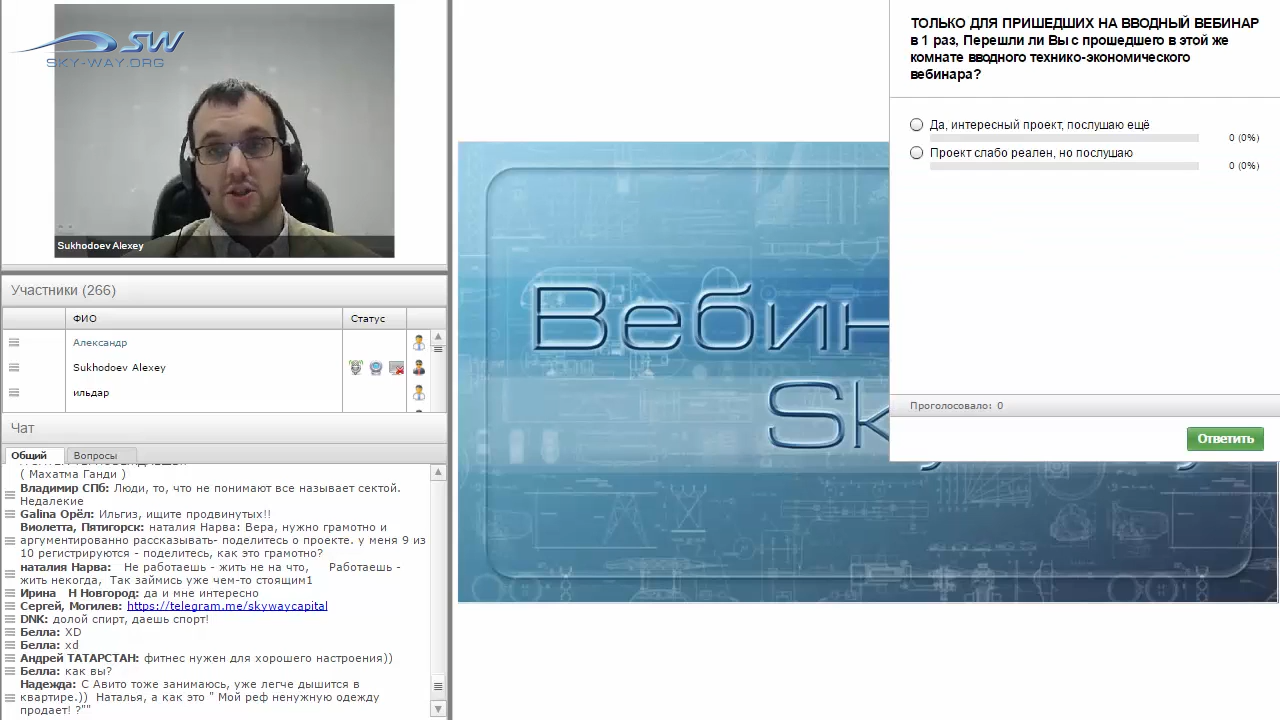 SW
SKY-WAY.ORG
Sukhodoev Alexey
Участники (266)
ФИО
Статус
Александр
Sukhodoev Alexey
ильдар
Чат
Общий
Вопросы
( Махатма Ганди )
Владимир СПб: Люди, то, что не понимают все называет сектой.
Недалекие
Galina Орёл: Ильгиз, ищите продвинутых!!
Виолетта, Пятигорск: наталия Нарва: Вера, нужно грамотно и
аргументированно рассказывать- поделитесь о проекте. у меня 9 из
10 регистрируются - поделитесь, как это грамотно?
наталия Нарва: Не работаешь - жить не на что, Работаешь -
жить некогда, Так займись уже чем-то стоящим1
Ирина Н Новгород: да и мне интересно
Сергей, Могилев: https://telegram.me/skywaycapital
DNK: долой спирт, даешь спорт!
Белла: XD
Белла: xd
Андрей ТАТАРСТАН: фитнес нужен для хорошего настроения))
Белла: как вы?
Надежда: С Авито тоже занимаюсь, уже легче дышится в
квартире.)) Наталья, а как это " Мой реф ненужную одежду
продает! ?""
Вебин
Sk
ТОЛЬКО ДЛЯ ПРИШЕДШИХ НА ВВОДНЫЙ ВЕБИНАР
в 1 раз, Перешли ли Вы с прошедшего в этой же
комнате вводного технико-экономического
вебинара?
Да, интересный проект, послушаю ещё
0 (0%)
Проект слабо реален, но послушаю
0 (0%)
Проголосовало: 0
Ответить